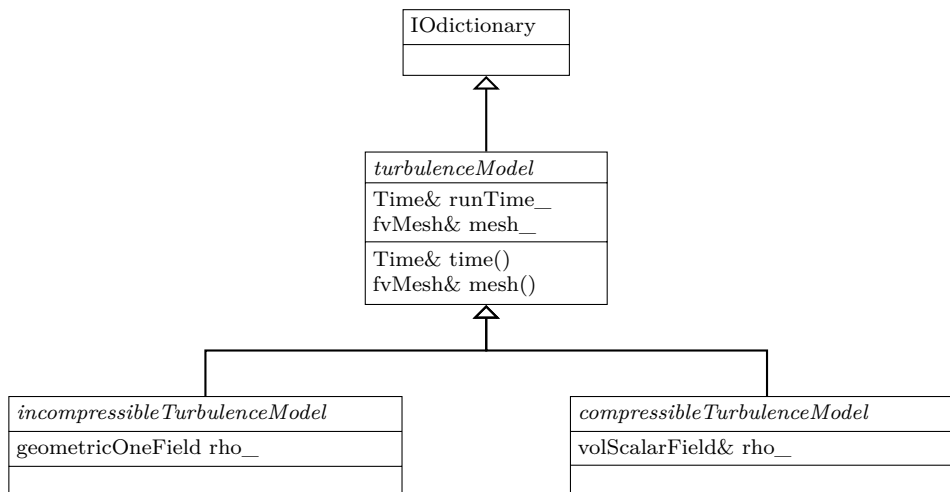 IOdictionary
turbulenceModel
Time& runTime_
fvMesh& mesh_
Time& time()
fvMesh& mesh()
incompressibleTurbulenceModel
geometricOneField rho_
compressibleTurbulenceModel
volScalarField& rho_